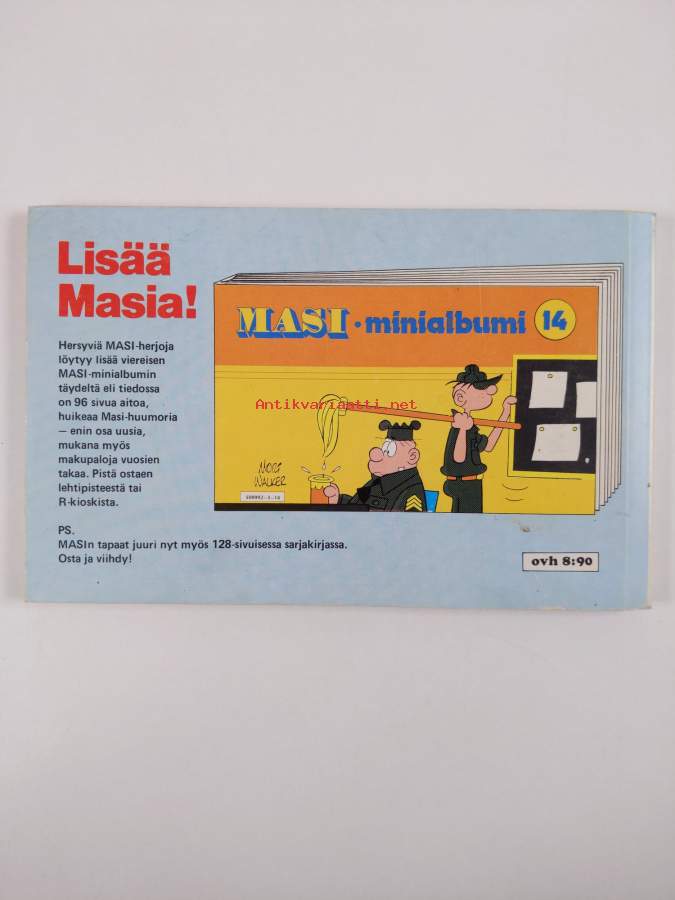 Lisää
Masia!
Hersyviä MASI-herjoja
löytyy lisää viereisen
MASI-minialbumin
täydeltä eli tiedossa
on 96 sivua aitoa,
huikeaa Masi-huumoria
— enin osa uusia,
mukana myös
makupaloja vuosien
takaa. Pistä ostaen
lehtipisteestä tai
R-kioskista.
PS.
MASIn tapaat juuri nyt myös 128-sivuisessa sarjakirjassa.
Osta ja viihdy!
MASI · minialbumi 14
Antikvariaatti.net
MORT
WALKER
ovh 8:90